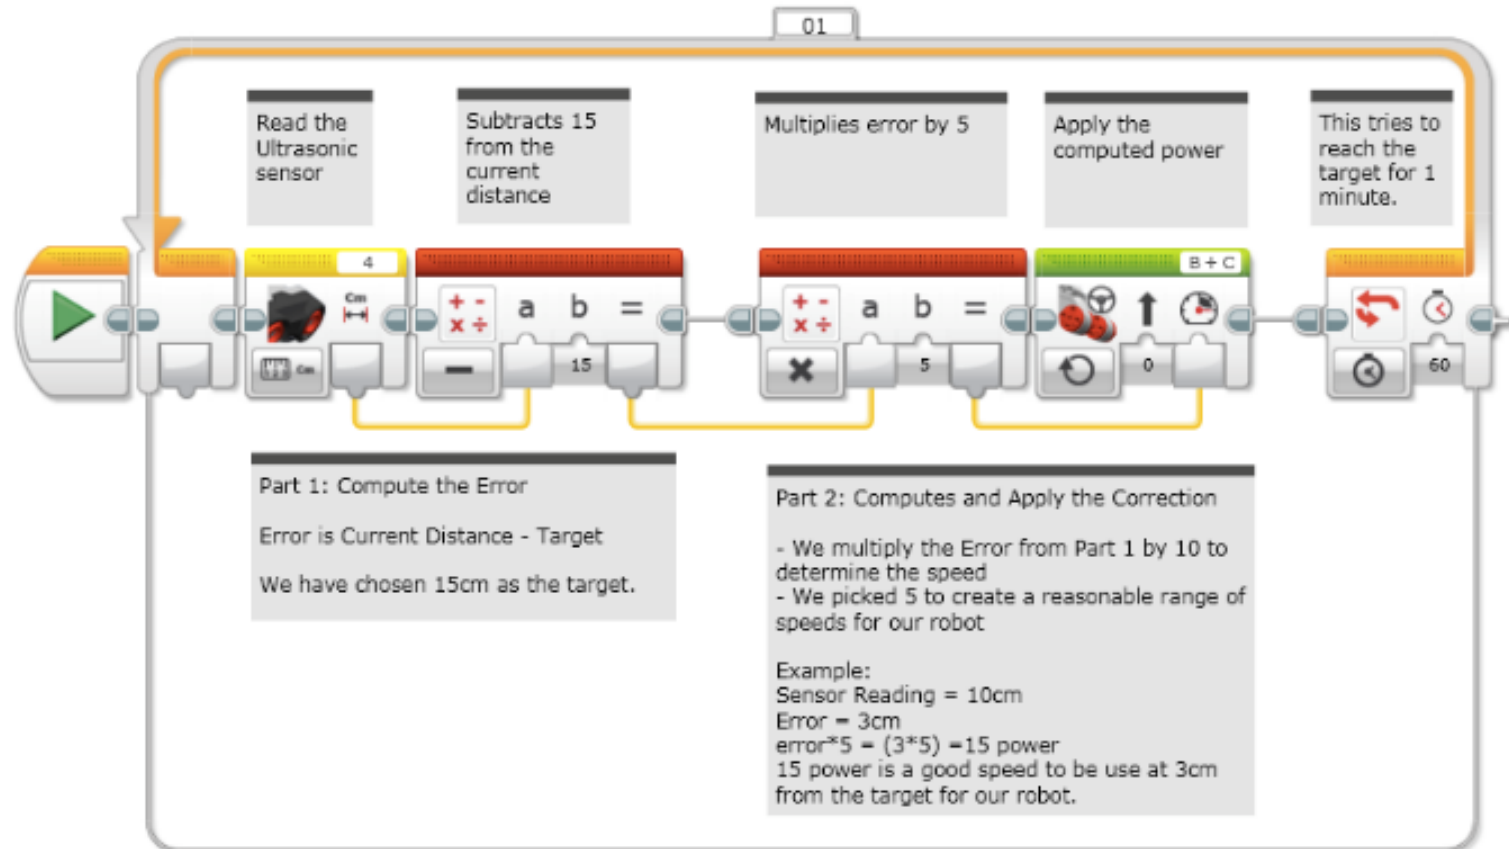 01
Read the
Ultrasonic
sensor
Subtracts 15
from the
current
distance
Multiplies error by 5
Apply the
computed power
This tries to
reach the
target for 1
minute.
4
Cm
a b =
a b =
B + C
Cm
15
5
0
60
Part 1: Compute the Error
Error is Current Distance - Target
We have chosen 15cm as the target.
Part 2: Computes and Apply the Correction
- We multiply the Error from Part 1 by 10 to
determine the speed
- We picked 5 to create a reasonable range of
speeds for our robot
Example:
Sensor Reading = 10cm
Error = 3cm
error*5 = (3*5) =15 power
15 power is a good speed to be use at 3cm
from the target for our robot.